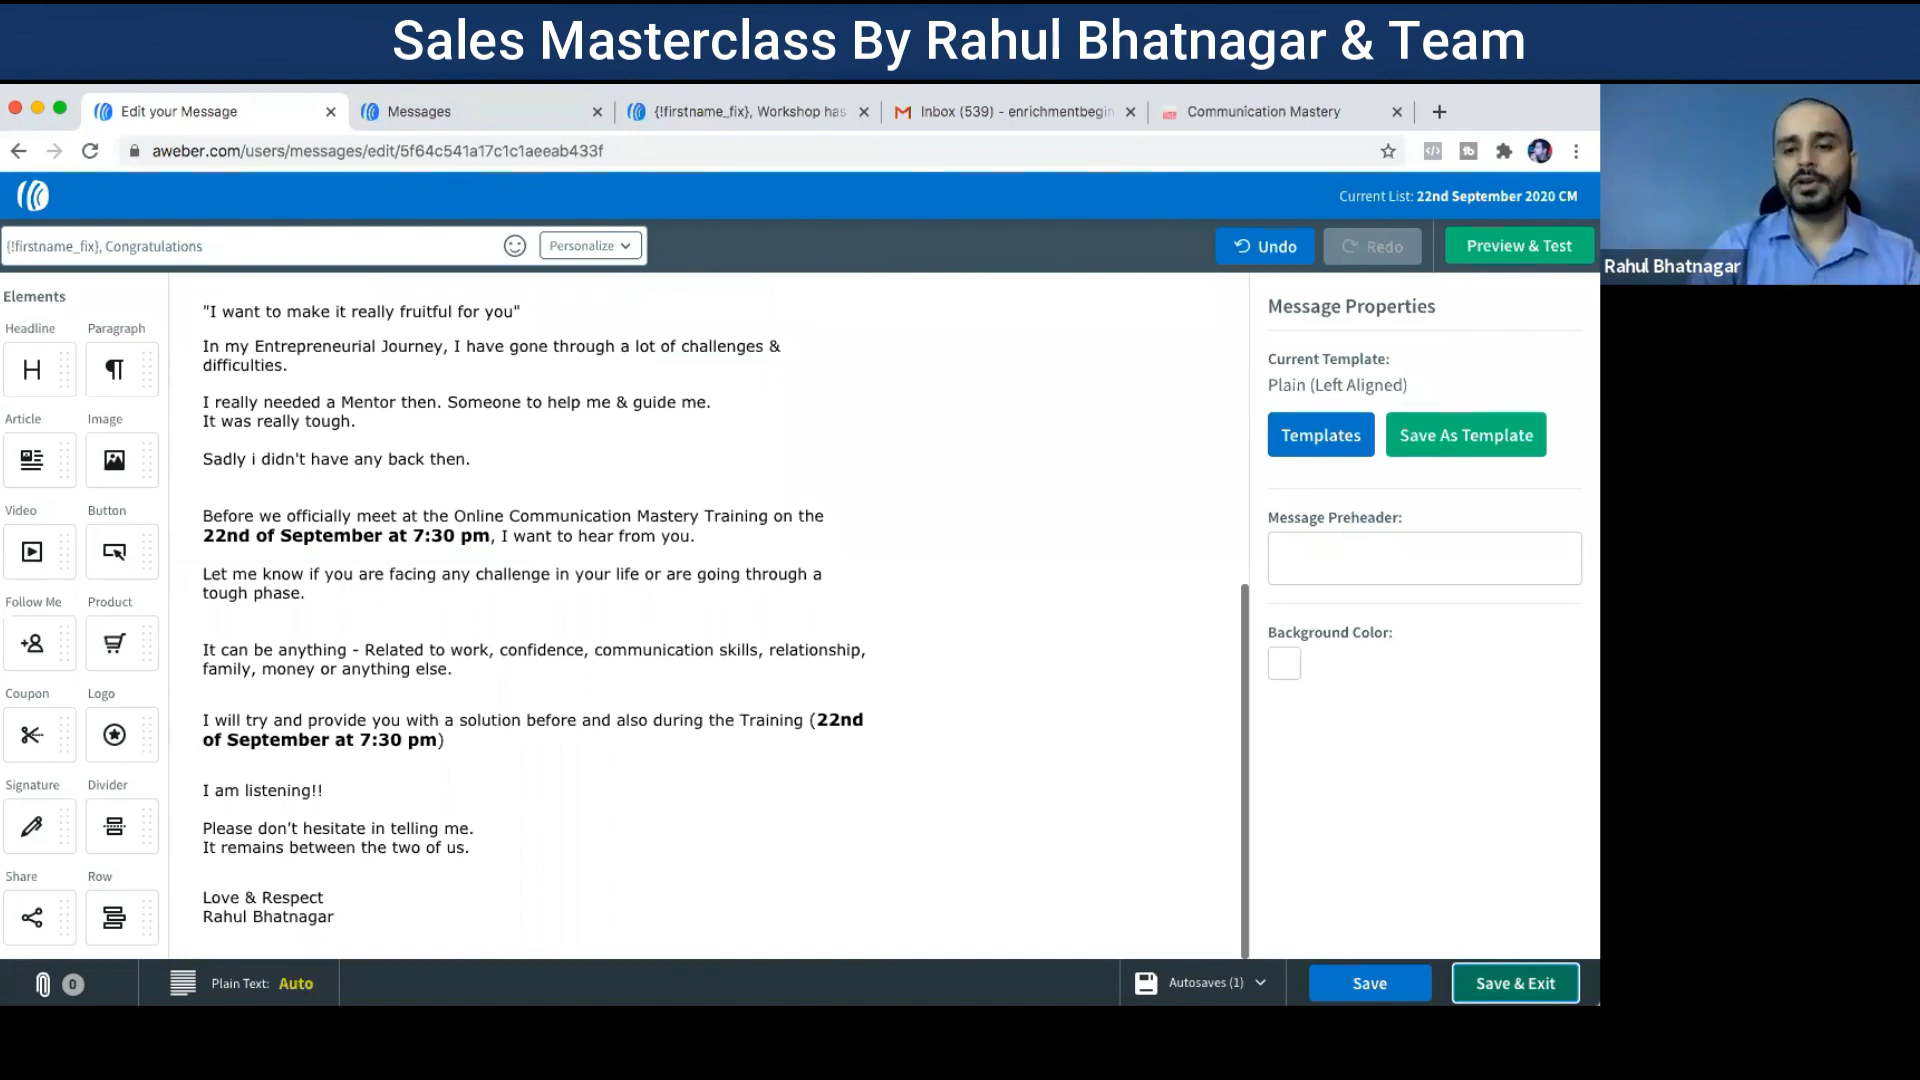 Sales Masterclass By Rahul Bhatnagar & Team
Edit your Message
Messages
{!firstname_fix}, Workshop has
Inbox (539) - enrichmentbegin
Communication Mastery
aweber.com/users/messages/edit/5f64c541a17c1c1aeeab433f
Current List: 22nd September 2020 CM
{!firstname_fix}, Congratulations
Personalize
Undo
Redo
Preview & Test
Rahul Bhatnagar
Elements
Headline
Paragraph
Article
Image
Video
Button
Follow Me
Product
Coupon
Logo
Signature
Divider
Share
Row
"I want to make it really fruitful for you"
In my Entrepreneurial Journey, I have gone through a lot of challenges &
difficulties.
I really needed a Mentor then. Someone to help me & guide me.
It was really tough.
Sadly i didn't have any back then.
Before we officially meet at the Online Communication Mastery Training on the
22nd of September at 7:30 pm, I want to hear from you.
Let me know if you are facing any challenge in your life or are going through a
tough phase.
It can be anything - Related to work, confidence, communication skills, relationship,
family, money or anything else.
I will try and provide you with a solution before and also during the Training (22nd
of September at 7:30 pm)
I am listening!!
Please don't hesitate in telling me.
It remains between the two of us.
Love & Respect
Rahul Bhatnagar
Message Properties
Current Template:
Plain (Left Aligned)
Templates
Save As Template
Message Preheader:
Background Color:
0
Plain Text: Auto
Autosaves (1)
Save
Save & Exit